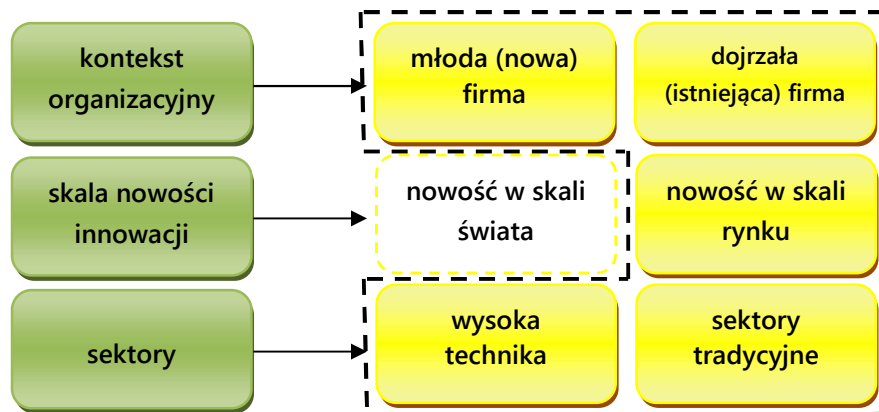 kontekst
organizacyjny
młoda (nowa)
firma
dojrzała
(istniejąca) firma
skala nowości
innowacji
nowość w skali
świata
nowość w skali
rynku
sektory
wysoka
technika
sektory
tradycyjne